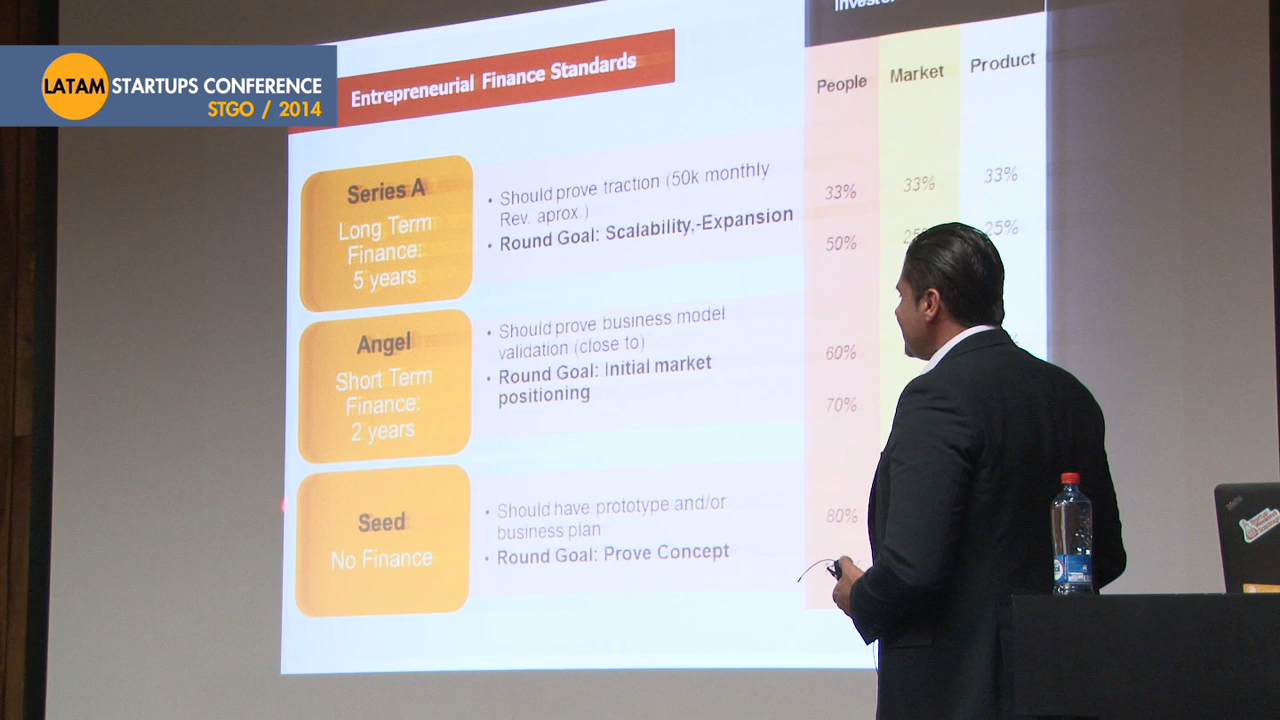 LATAM STARTUPS CONFERENCE
STGO / 2014
Entrepreneurial Finance Standards
People Market Product
Series A
Long Term
Finance:
5 years
• Should prove traction (50k monthly
Rev. aprox.)
• Round Goal: Scalability,-Expansion
33% 33% 33%
50% 25%
Angel
Short Term
Finance:
2 years
• Should prove business model
validation (close to)
• Round Goal: Initial market
positioning
60%
70%
Seed
No Finance
• Should have prototype and/or
business plan
• Round Goal: Prove Concept
80%